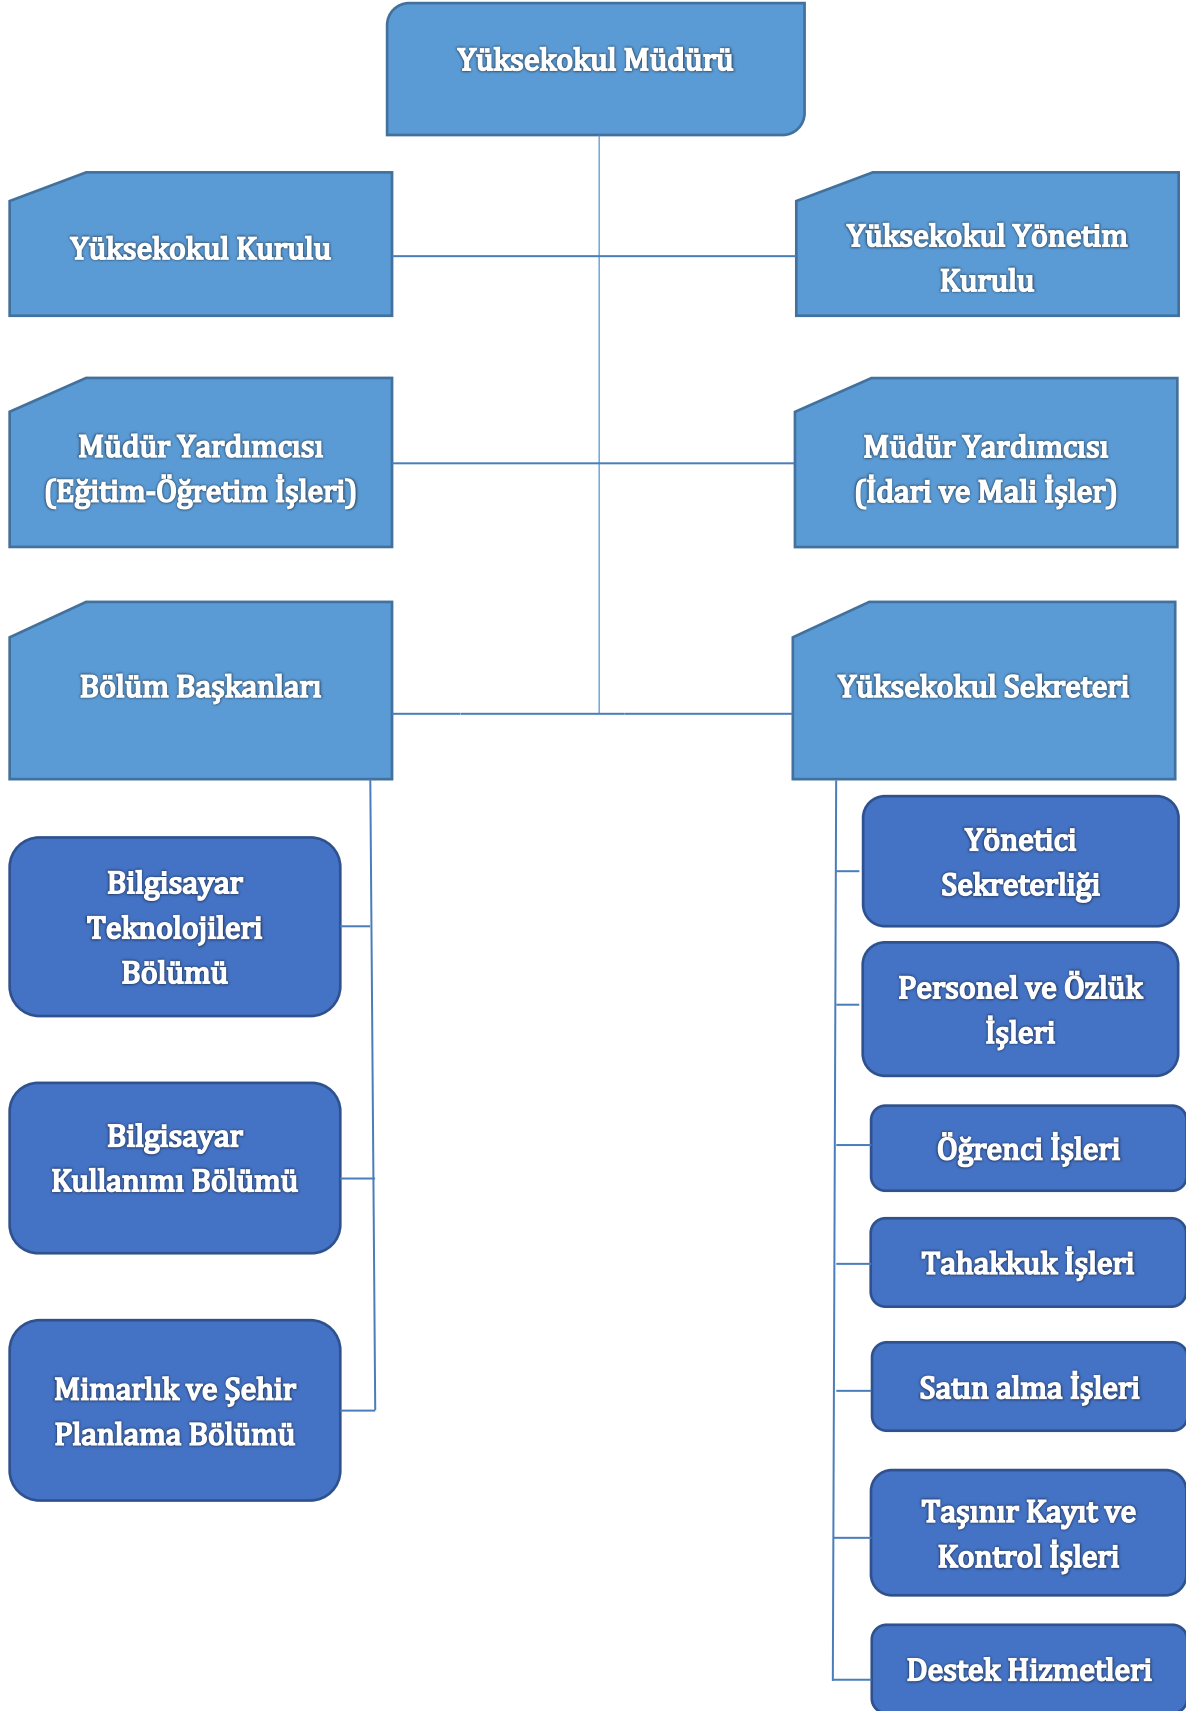 Yüksekokul Müdürü
Yüksekokul Kurulu
Yüksekokul Yönetim
Kurulu
Müdür Yardımcısı
(Eğitim-Öğretim İşleri)
Müdür Yardımcısı
(İdari ve Mali İşler)
Bölüm Başkanları
Yüksekokul Sekreteri
Bilgisayar
Teknolojileri
Bölümü
Bilgisayar
Kullanımı Bölümü
Mimarlık ve Şehir
Planlama Bölümü
Yönetici
Sekreterliği
Personel ve Özlük
İşleri
Öğrenci İşleri
Tahakkuk İşleri
Satın alma İşleri
Taşınır Kayıt ve
Kontrol İşleri
Destek Hizmetleri